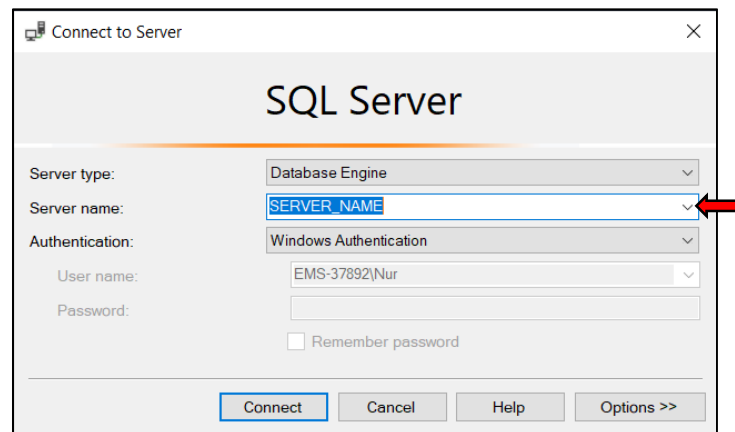 Connect to Server
SQL Server
Server type: Database Engine
Server name: SERVER_NAME
Authentication: Windows Authentication
User name: EMS-37892\Nur
Password:
Remember password
Connect Cancel Help Options >>